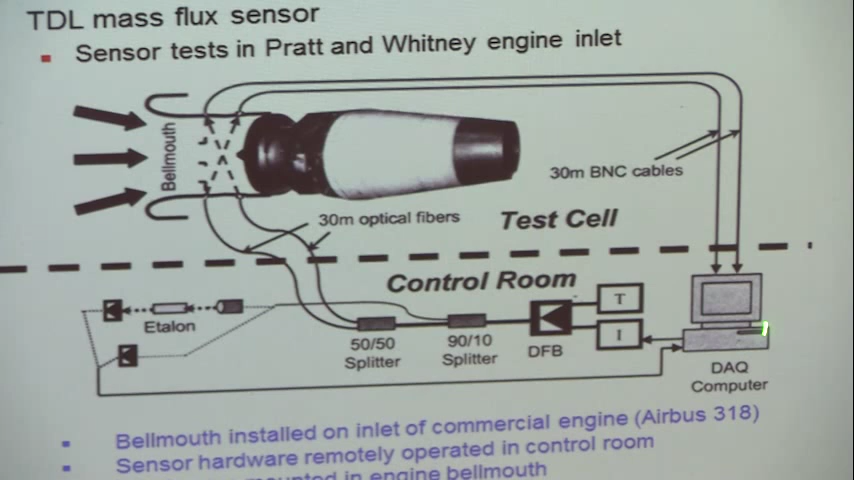 TDL mass flux sensor
Sensor tests in Pratt and Whitney engine inlet
Bellmouth
30m BNC cables
30m optical fibers
Test Cell
Control Room
Etalon
T
I
50/50
Splitter
90/10
Splitter
DFB
DAQ
Computer
Bellmouth installed on inlet of commercial engine (Airbus 318)
Sensor hardware remotely operated in control room
mounted in engine bellmouth